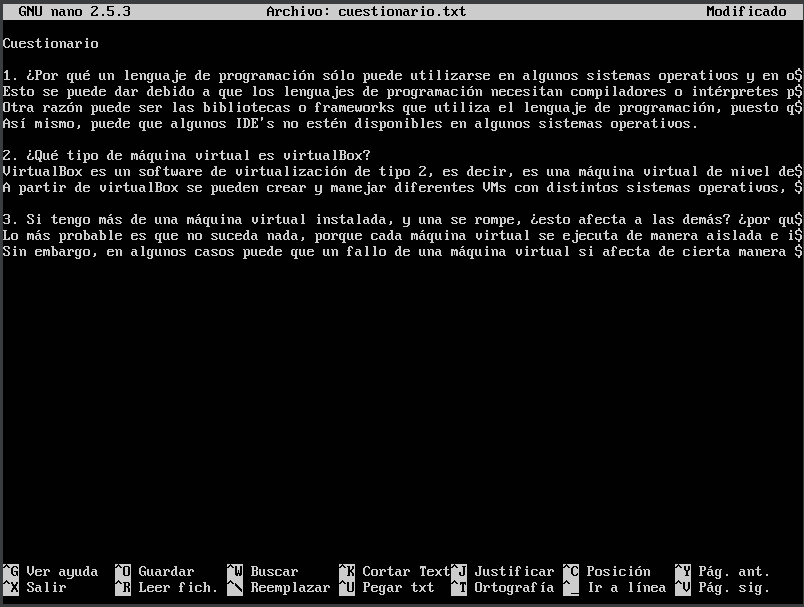 GNU nano 2.5.3 Archivo: cuestionario.txt Modificado
Cuestionario
1. ¿Por qué un lenguaje de programación sólo puede utilizarse en algunos sistemas operativos y en o$
Esto se puede dar debido a que los lenguajes de programación necesitan compiladores o intérpretes p$
Otra razón puede ser las bibliotecas o frameworks que utiliza el lenguaje de programación, puesto q$
Así mismo, puede que algunos IDE's no estén disponibles en algunos sistemas operativos.
2. ¿Qué tipo de máquina virtual es virtualBox?
VirtualBox es un software de virtualización de tipo 2, es decir, es una máquina virtual de nivel de$
A partir de virtualBox se pueden crear y manejar diferentes VMs con distintos sistemas operativos, $
3. Si tengo más de una máquina virtual instalada, y una se rompe, ¿esto afecta a las demás? ¿por qu$
Lo más probable es que no suceda nada, porque cada máquina virtual se ejecuta de manera aislada e i$
Sin embargo, en algunos casos puede que un fallo de una máquina virtual si afecta de cierta manera $
^G Ver ayuda ^O Guardar ^W Buscar ^K Cortar Text ^J Justificar ^C Posición ^Y Pág. ant.
^X Salir ^R Leer fich. ^\ Reemplazar ^U Pegar txt ^T Ortografía ^_ Ir a línea ^V Pág. sig.